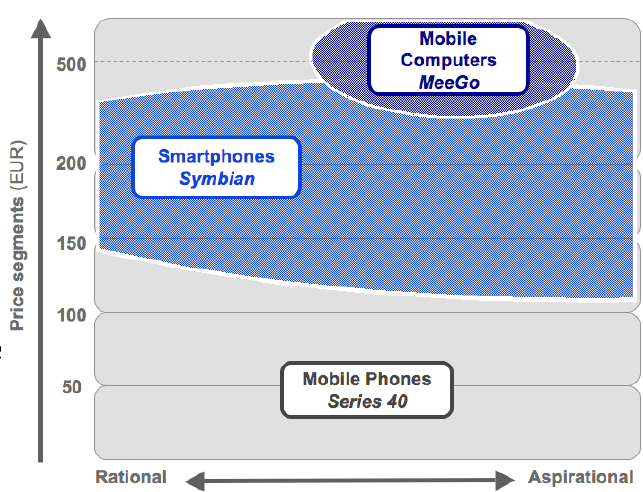 Mobile
Computers
MeeGo
500
Smartphones
Symbian
200
150
Price segments (EUR)
100
Mobile Phones
Series 40
50
Rational
Aspirational